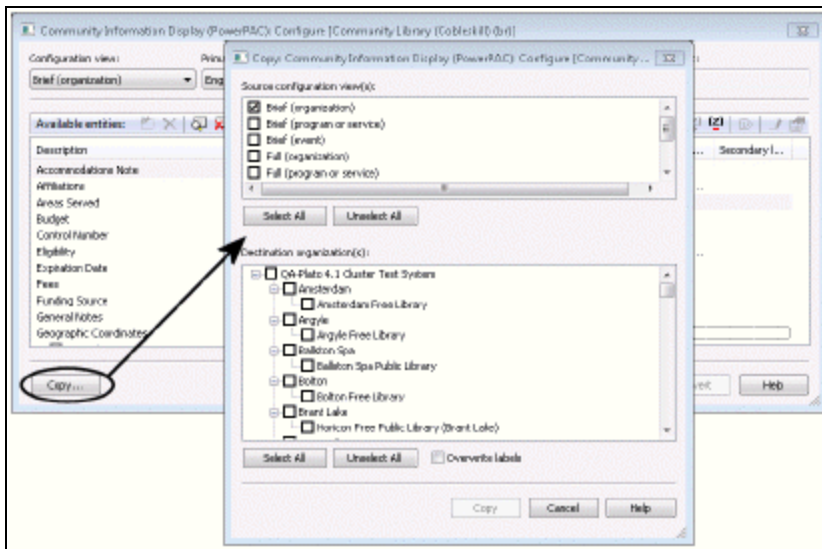 Community Information Display (PowerPAC): Configure [Community Library (Cobleskill) (br)]
Configuration view:
Brief (organization)
Available entities:
Description
Accommodations Note
Affiliations
Areas Served
Budget
Control Number
Eligibility
Expiration Date
Fees
Funding Source
General Notes
Geographic Coordinates
Copy...
Copy: Community Information Display (PowerPAC): Configure [Community ...
Source configuration view(s):
Brief (organization)
Brief (program or service)
Brief (event)
Full (organization)
Full (program or service)
Select All Unselect All
Destination organization(s):
QA-Plato 4.1 Cluster Test System
Amsterdam
Amsterdam Free Library
Argyle
Argyle Free Library
Ballston Spa
Ballston Spa Public Library
Bolton
Bolton Free Library
Brant Lake
Horicon Free Public Library (Brant Lake)
Select All Unselect All Overwrite labels
Copy Cancel Help
Secondary l...
Help